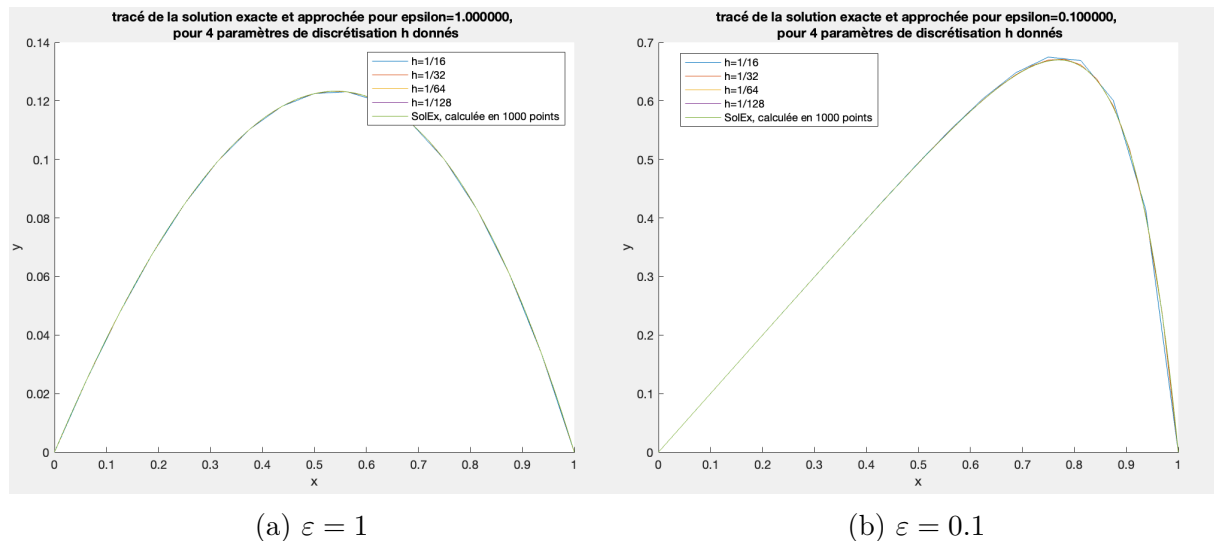 tracé de la solution exacte et approchée pour epsilon=1.000000,
pour 4 paramètres de discrétisation h donnés
0.14
0.12
0.1
0.08
0.06
0.04
0.02
0
y
h=1/16
h=1/32
h=1/64
h=1/128
SolEx, calculée en 1000 points
0 0.1 0.2 0.3 0.4 0.5 0.6 0.7 0.8 0.9 1
x
(a) ε = 1
tracé de la solution exacte et approchée pour epsilon=0.100000,
pour 4 paramètres de discrétisation h donnés
0.7
0.6
0.5
0.4
0.3
0.2
0.1
0
y
h=1/16
h=1/32
h=1/64
h=1/128
SolEx, calculée en 1000 points
0 0.1 0.2 0.3 0.4 0.5 0.6 0.7 0.8 0.9 1
x
(b) ε = 0.1